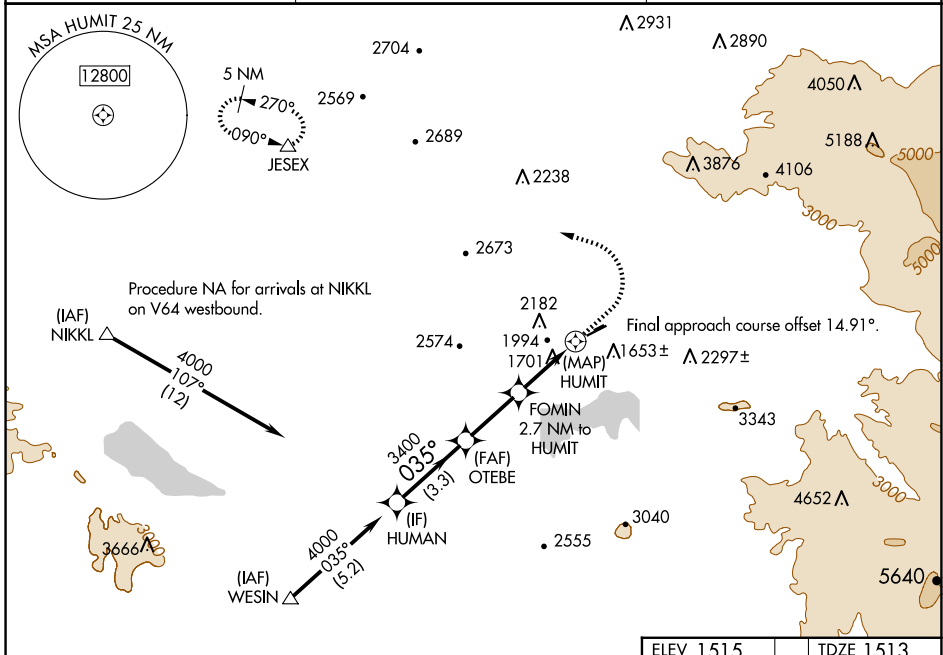 MSA HUMIT 25 NM
12800
5 NM
270°
090°
JESEX
2704
2569
2689
2931
2890
4050
5188
5000
3876
4106
3000
5000
2238
2673
Procedure NA for arrivals at NIKKL
on V64 westbound.
(IAF)
NIKKL
4000
107°
(12)
2182
1994
1701
2574
(MAP)
HUMIT
Final approach course offset 14.91°.
1653±
2297±
FOMIN
2.7 NM to
HUMIT
3343
3400
035°
(3.3)
(FAF)
OTEBE
(IF)
HUMAN
4652
3000
3040
2555
3666
3000
4000
035°
(5.2)
(IAF)
WESIN
5640
ELEV 1515
TDZE 1513